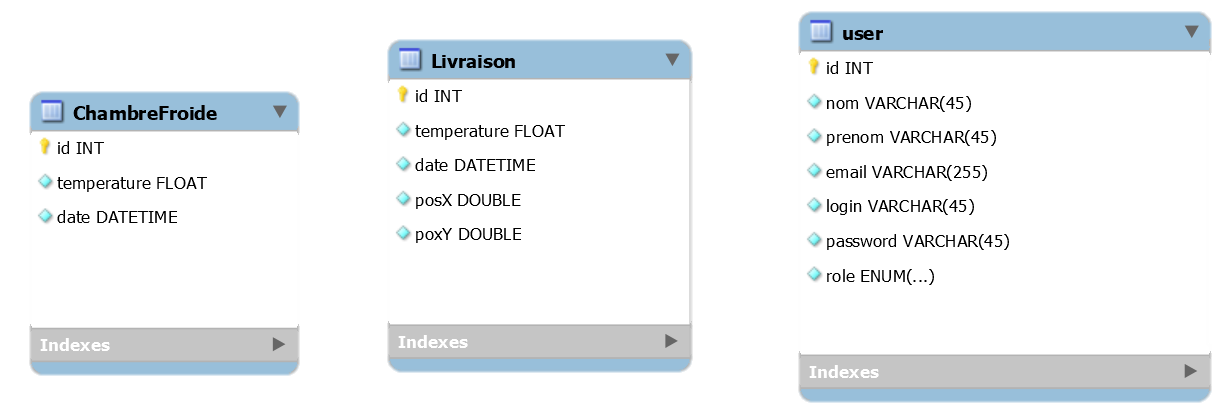 ChambreFroide
id INT
temperature FLOAT
date DATETIME
Indexes
Livraison
id INT
temperature FLOAT
date DATETIME
posX DOUBLE
poxY DOUBLE
Indexes
user
id INT
nom VARCHAR(45)
prenom VARCHAR(45)
email VARCHAR(255)
login VARCHAR(45)
password VARCHAR(45)
role ENUM(...)
Indexes